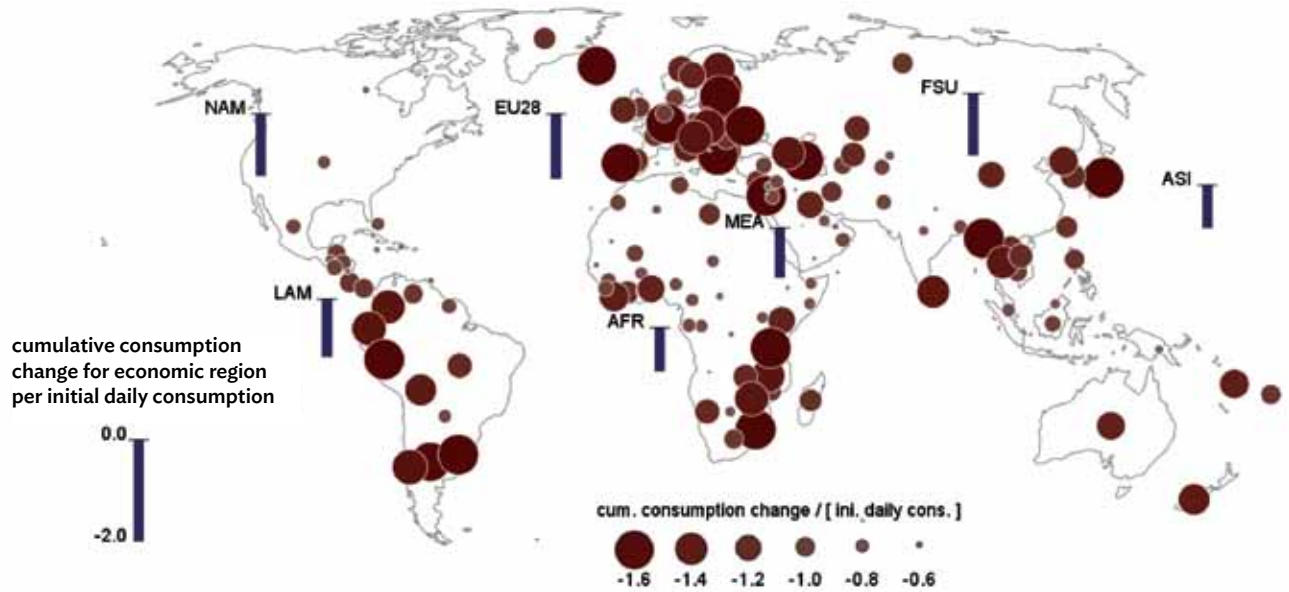 NAM
EU28
FSU
ASI
MEA
LAM
AFR
cumulative consumption
change for economic region
per initial daily consumption
0.0
-2.0
cum. consumption change / [ ini. daily cons. ]
-1.6 -1.4 -1.2 -1.0 -0.8 -0.6